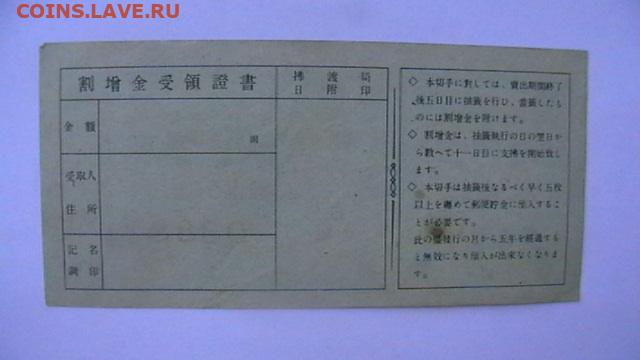 COINS.LAVE.RU
割增金受領證書
拂渡局
日附印
金額
圓
受取人
住所
記名
調印
◇ 本切手に對しては、賣出期間終了
後五日目に抽籤を行ひ、當籤したも
のには割增金を附けます。
◇ 割增金は、抽籤執行の日の翌日か
ら數へて十一日目に支拂を開始致し
ます。
◇ 本切手は抽籤後なるべく早く五枚
以上を纏めて郵便貯金に預入するこ
とが必要です。
此の 發行の月から五年を經過する
と無效になり預入が出來なくなりま
す。